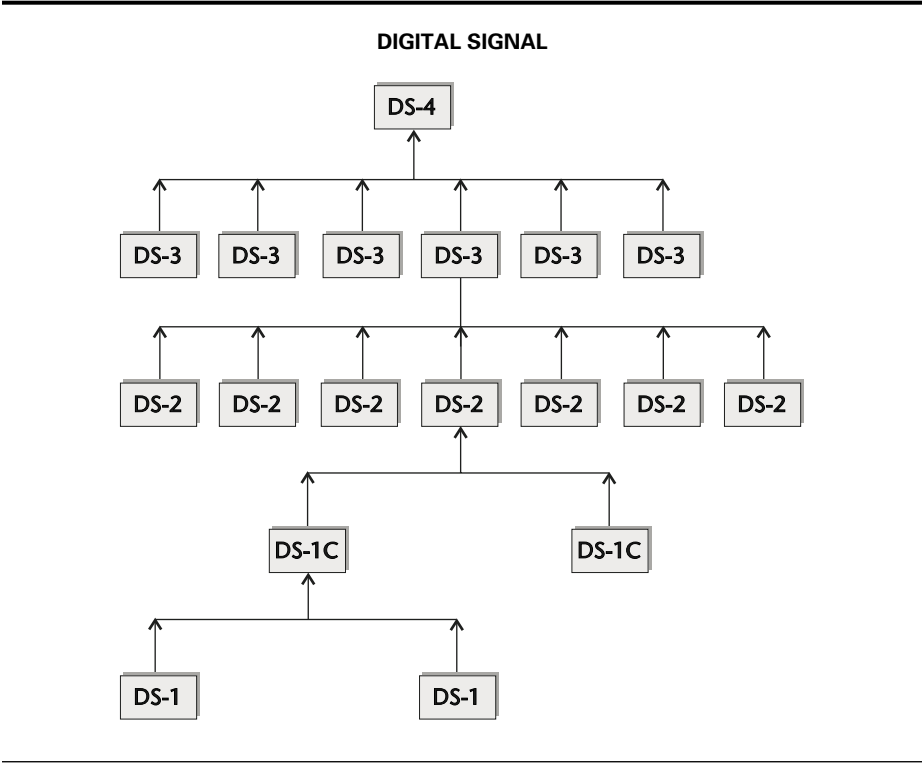 DIGITAL SIGNAL
DS-4
DS-3 DS-3 DS-3 DS-3 DS-3 DS-3
DS-2 DS-2 DS-2 DS-2 DS-2 DS-2 DS-2
DS-1C DS-1C
DS-1 DS-1